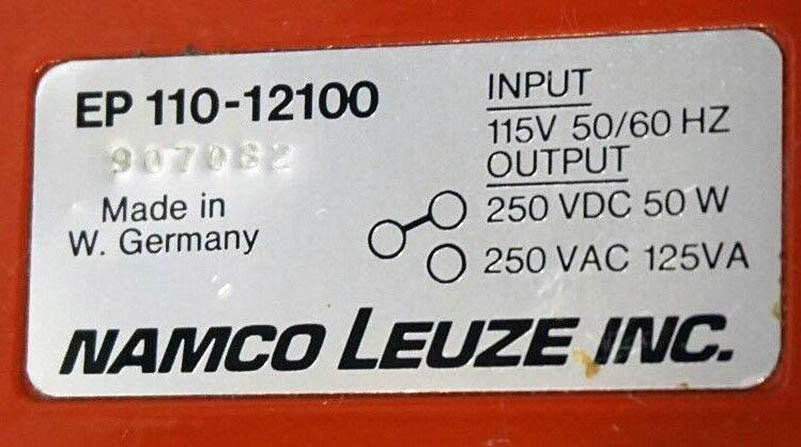 EP 110-12100
907082
Made in
W. Germany
INPUT
115V 50/60 HZ
OUTPUT
250 VDC 50 W
250 VAC 125VA
NAMCO LEUZE INC.